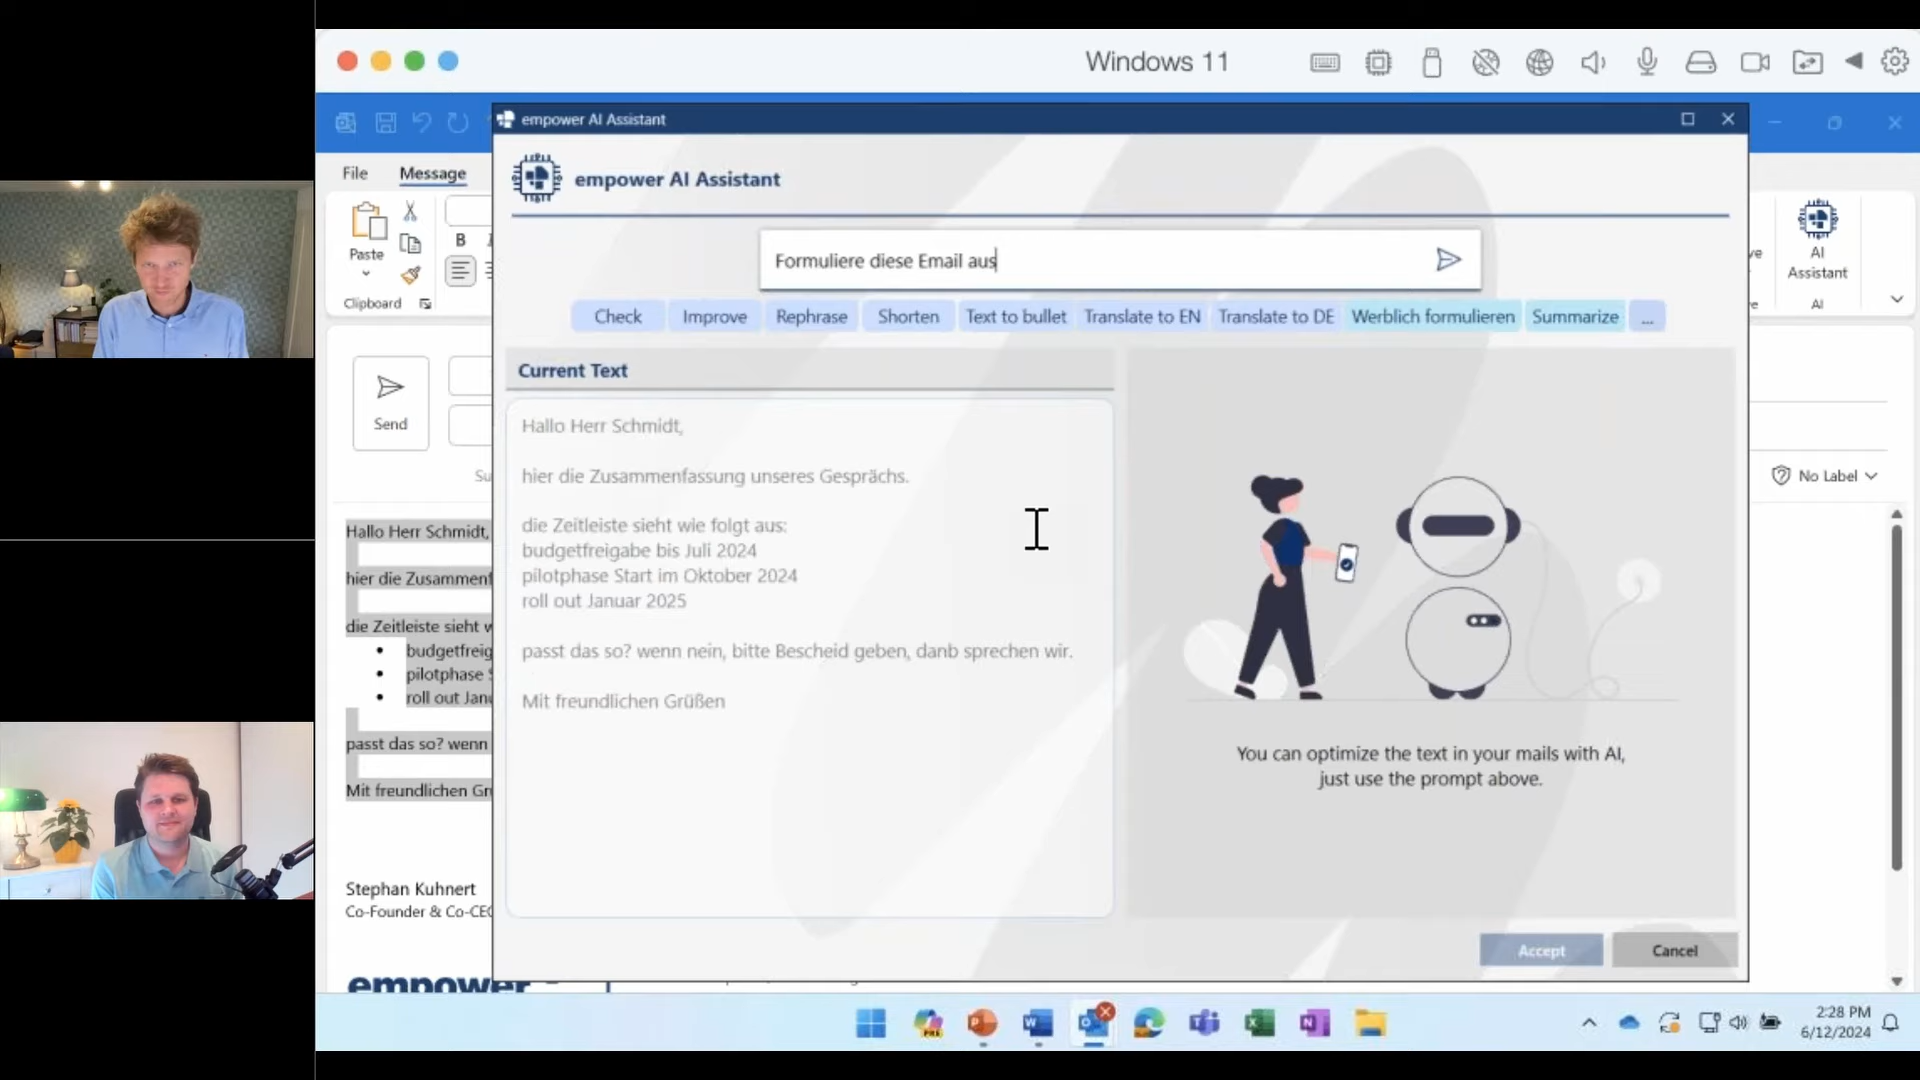 Windows 11
empower AI Assistant
File
Message
Paste
Clipboard
B
empower AI Assistant
Formuliere diese Email aus
Check
Improve
Rephrase
Shorten
Text to bullet
Translate to EN
Translate to DE
Werblich formulieren
Summarize
...
AI
Assistant
AI
Send
No Label
Current Text
Hallo Herr Schmidt,
hier die Zusammenfassung unseres Gesprächs.
die Zeitleiste sieht wie folgt aus:
budgetfreigabe bis Juli 2024
pilotphase Start im Oktober 2024
roll out Januar 2025
passt das so? wenn nein, bitte Bescheid geben, danb sprechen wir.
Mit freundlichen Grüßen
You can optimize the text in your mails with AI,
just use the prompt above.
Accept
Cancel
Hallo Herr Schmidt,
hier die Zusammenf
die Zeitleiste sieht w
• budgetfreig
• pilotphase S
• roll out Janu
passt das so? wenn
Mit freundlichen Gr
Stephan Kuhnert
Co-Founder & Co-CE
empower
2:28 PM
6/12/2024